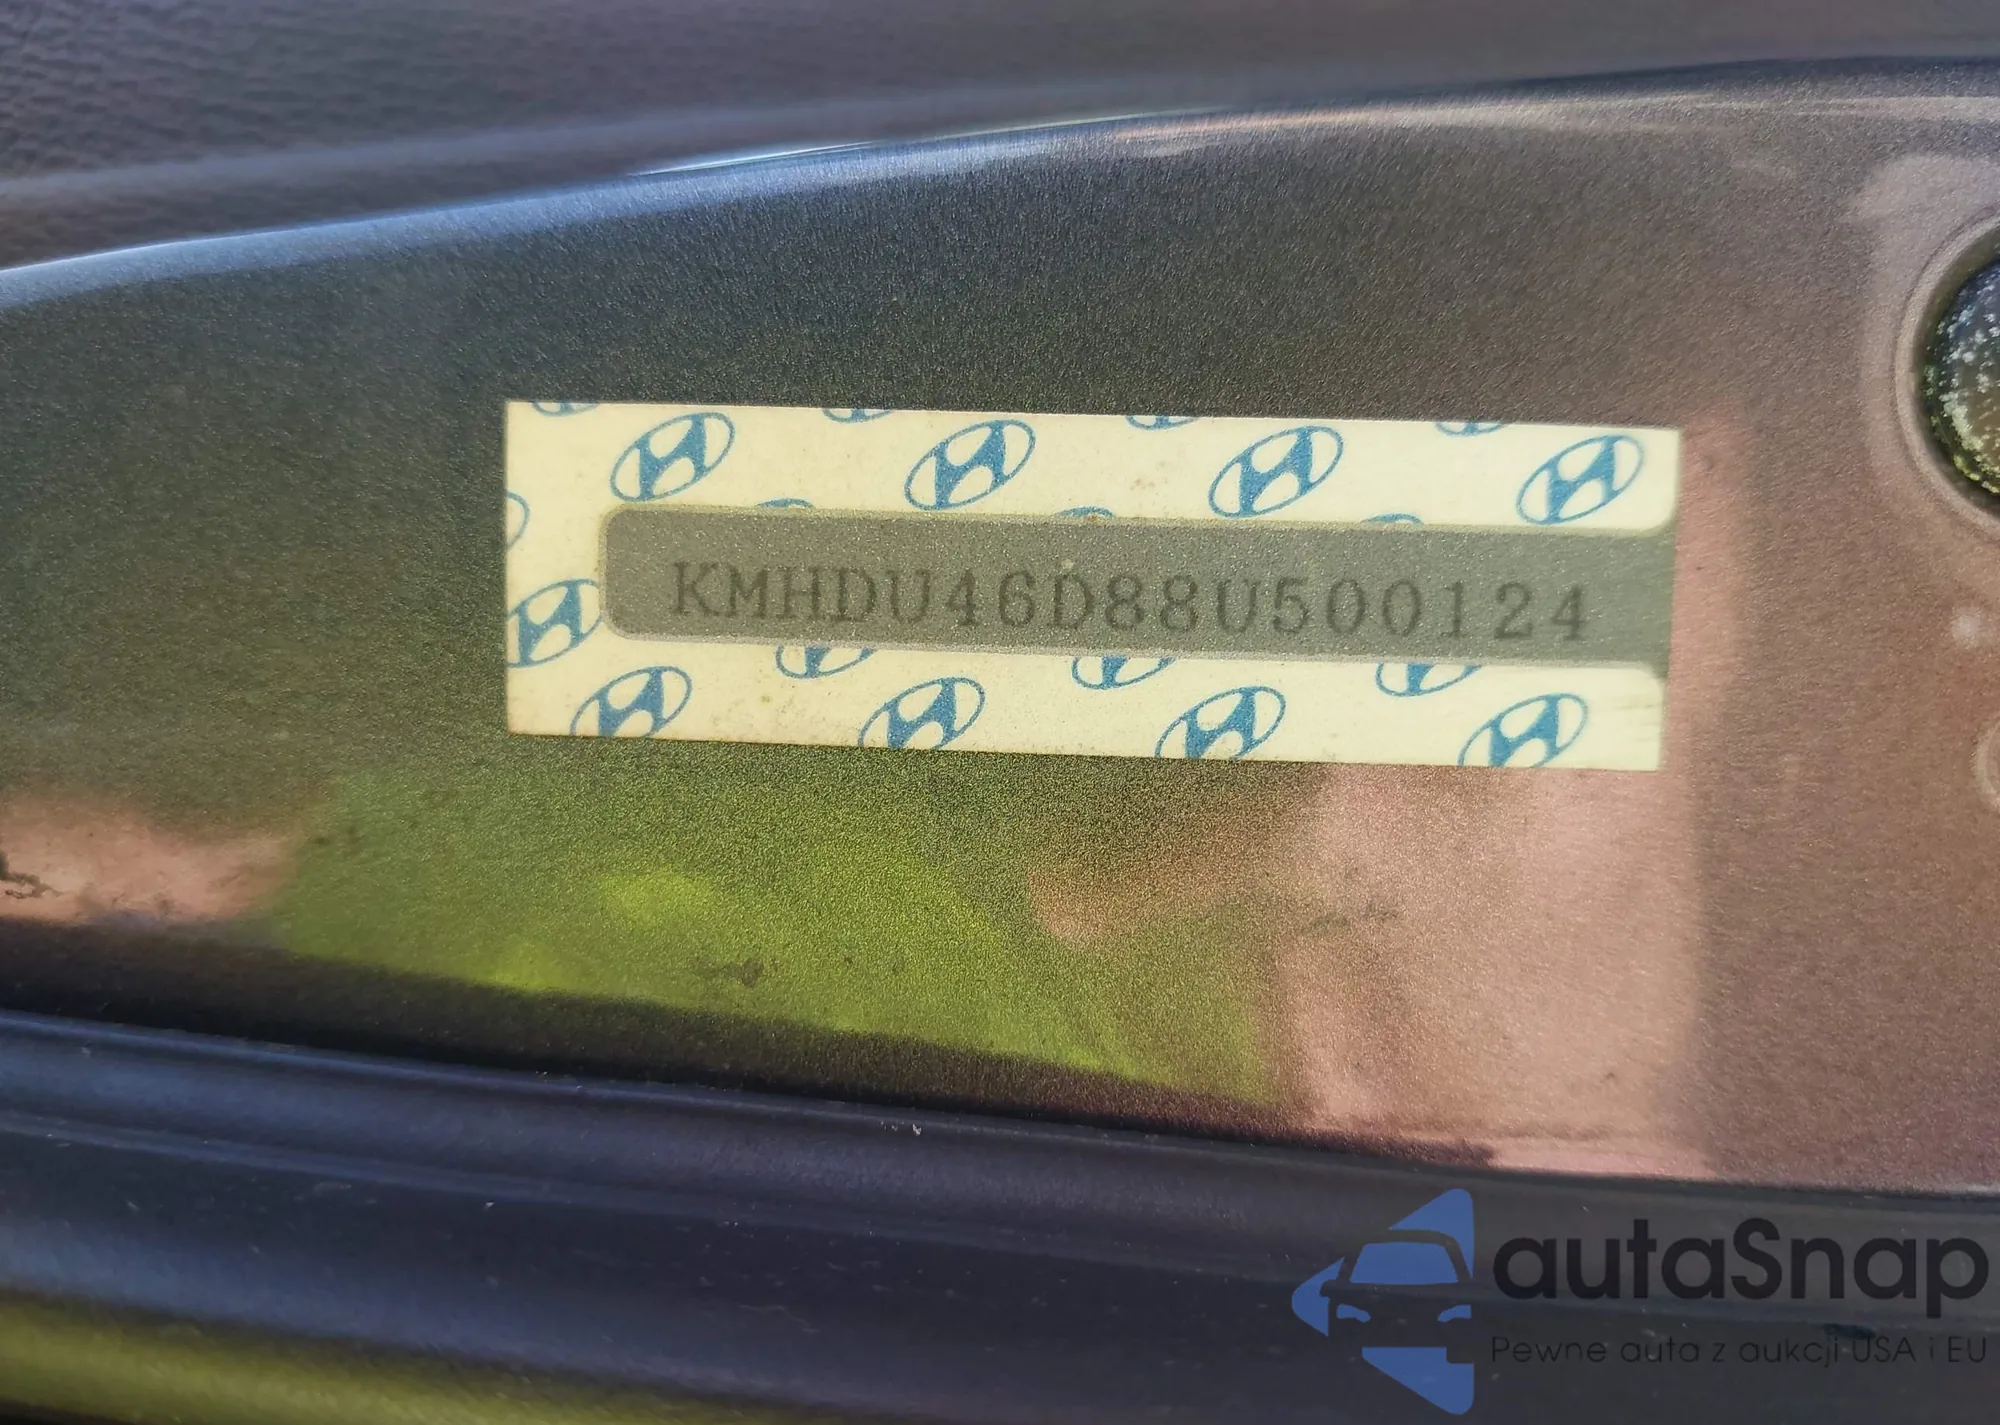 KMHDU46D88U500124
autaSnap
Pewne auta z aukcji USA i EU